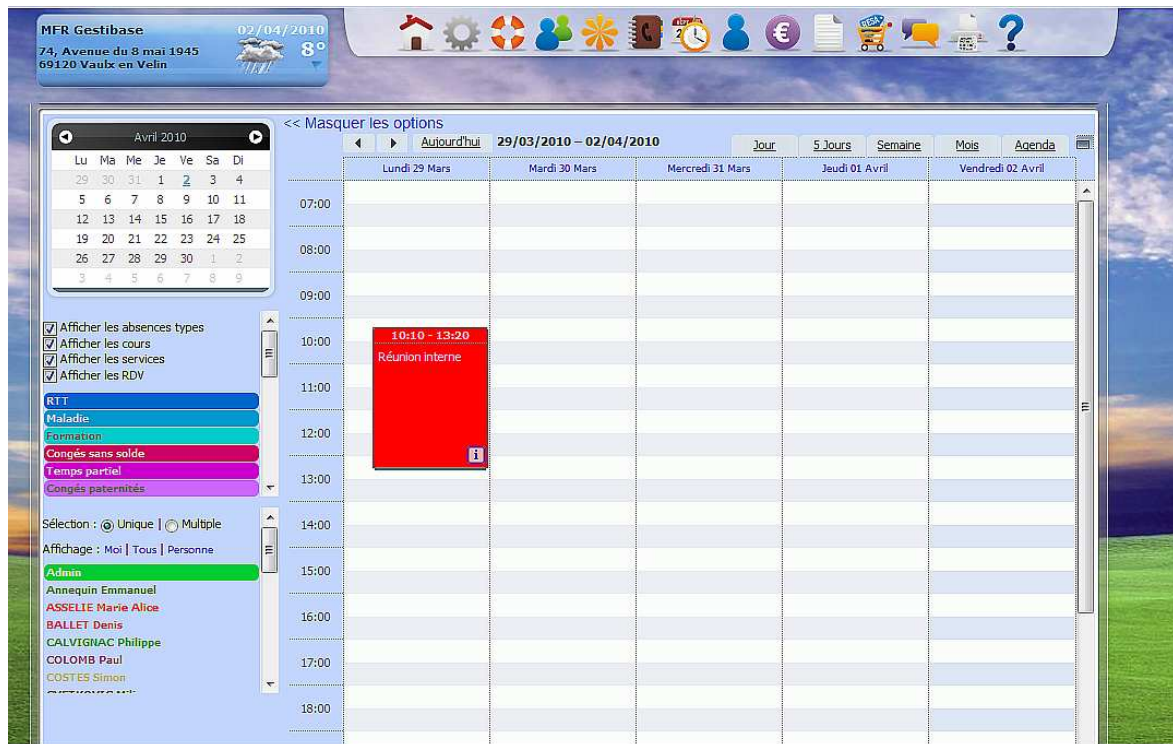 MFR Gestibase 02/04/2010
74, Avenue du 8 mai 1945 8°
69120 Vaulx en Velin
RESA
€
?
<< Masquer les options
Avril 2010
Lu Ma Me Je Ve Sa Di
29 30 31 1 2 3 4
5 6 7 8 9 10 11
12 13 14 15 16 17 18
19 20 21 22 23 24 25
26 27 28 29 30 1 2
3 4 5 6 7 8 9
Aujourd'hui 29/03/2010 – 02/04/2010 Jour 5 Jours Semaine Mois Agenda
Lundi 29 Mars Mardi 30 Mars Mercredi 31 Mars Jeudi 01 Avril Vendredi 02 Avril
07:00
08:00
09:00
10:00
11:00
12:00
13:00
14:00
15:00
16:00
17:00
18:00
10:10 - 13:20
Réunion interne
i
Afficher les absences types
Afficher les cours
Afficher les services
Afficher les RDV
RTT
Maladie
Formation
Congés sans solde
Temps partiel
Congés paternités
Sélection : Unique | Multiple
Affichage : Moi | Tous | Personne
Admin
Annequin Emmanuel
ASSELIE Marie Alice
BALLET Denis
CALVIGNAC Philippe
COLOMB Paul
COSTES Simon